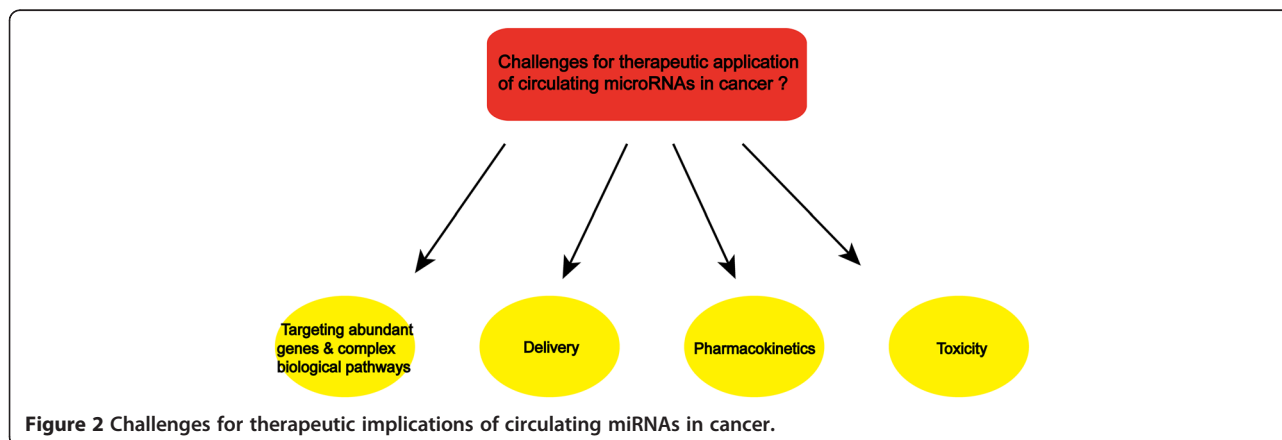 Challenges for therapeutic application
of circulating microRNAs in cancer ?
Targeting abundant
genes & complex
biological pathways
Delivery
Pharmacokinetics
Toxicity
Figure 2 Challenges for therapeutic implications of circulating miRNAs in cancer.